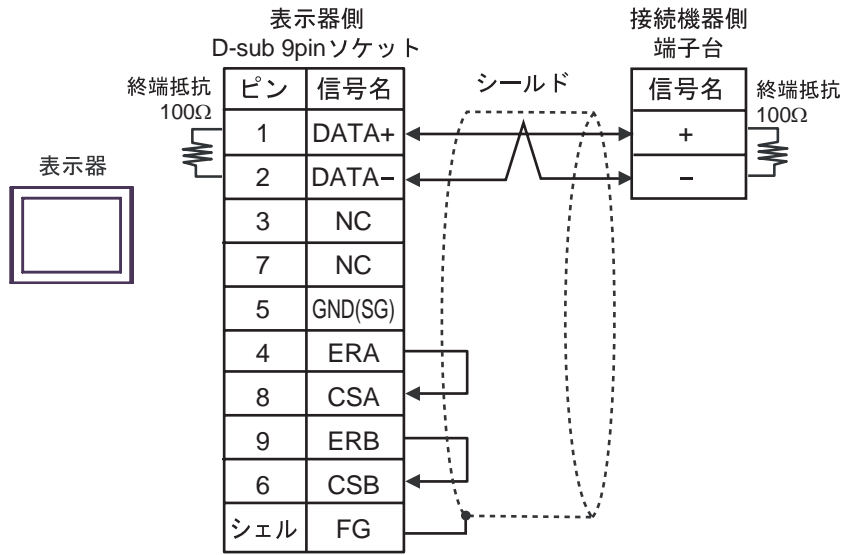 表示器側
D-sub 9pinソケット
接続機器側
端子台
終端抵抗
100Ω
ピン 信号名
シールド
信号名
終端抵抗
100Ω
1 DATA+
+
2 DATA−
−
表示器
3 NC
7 NC
5 GND(SG)
4 ERA
8 CSA
9 ERB
6 CSB
シェル FG